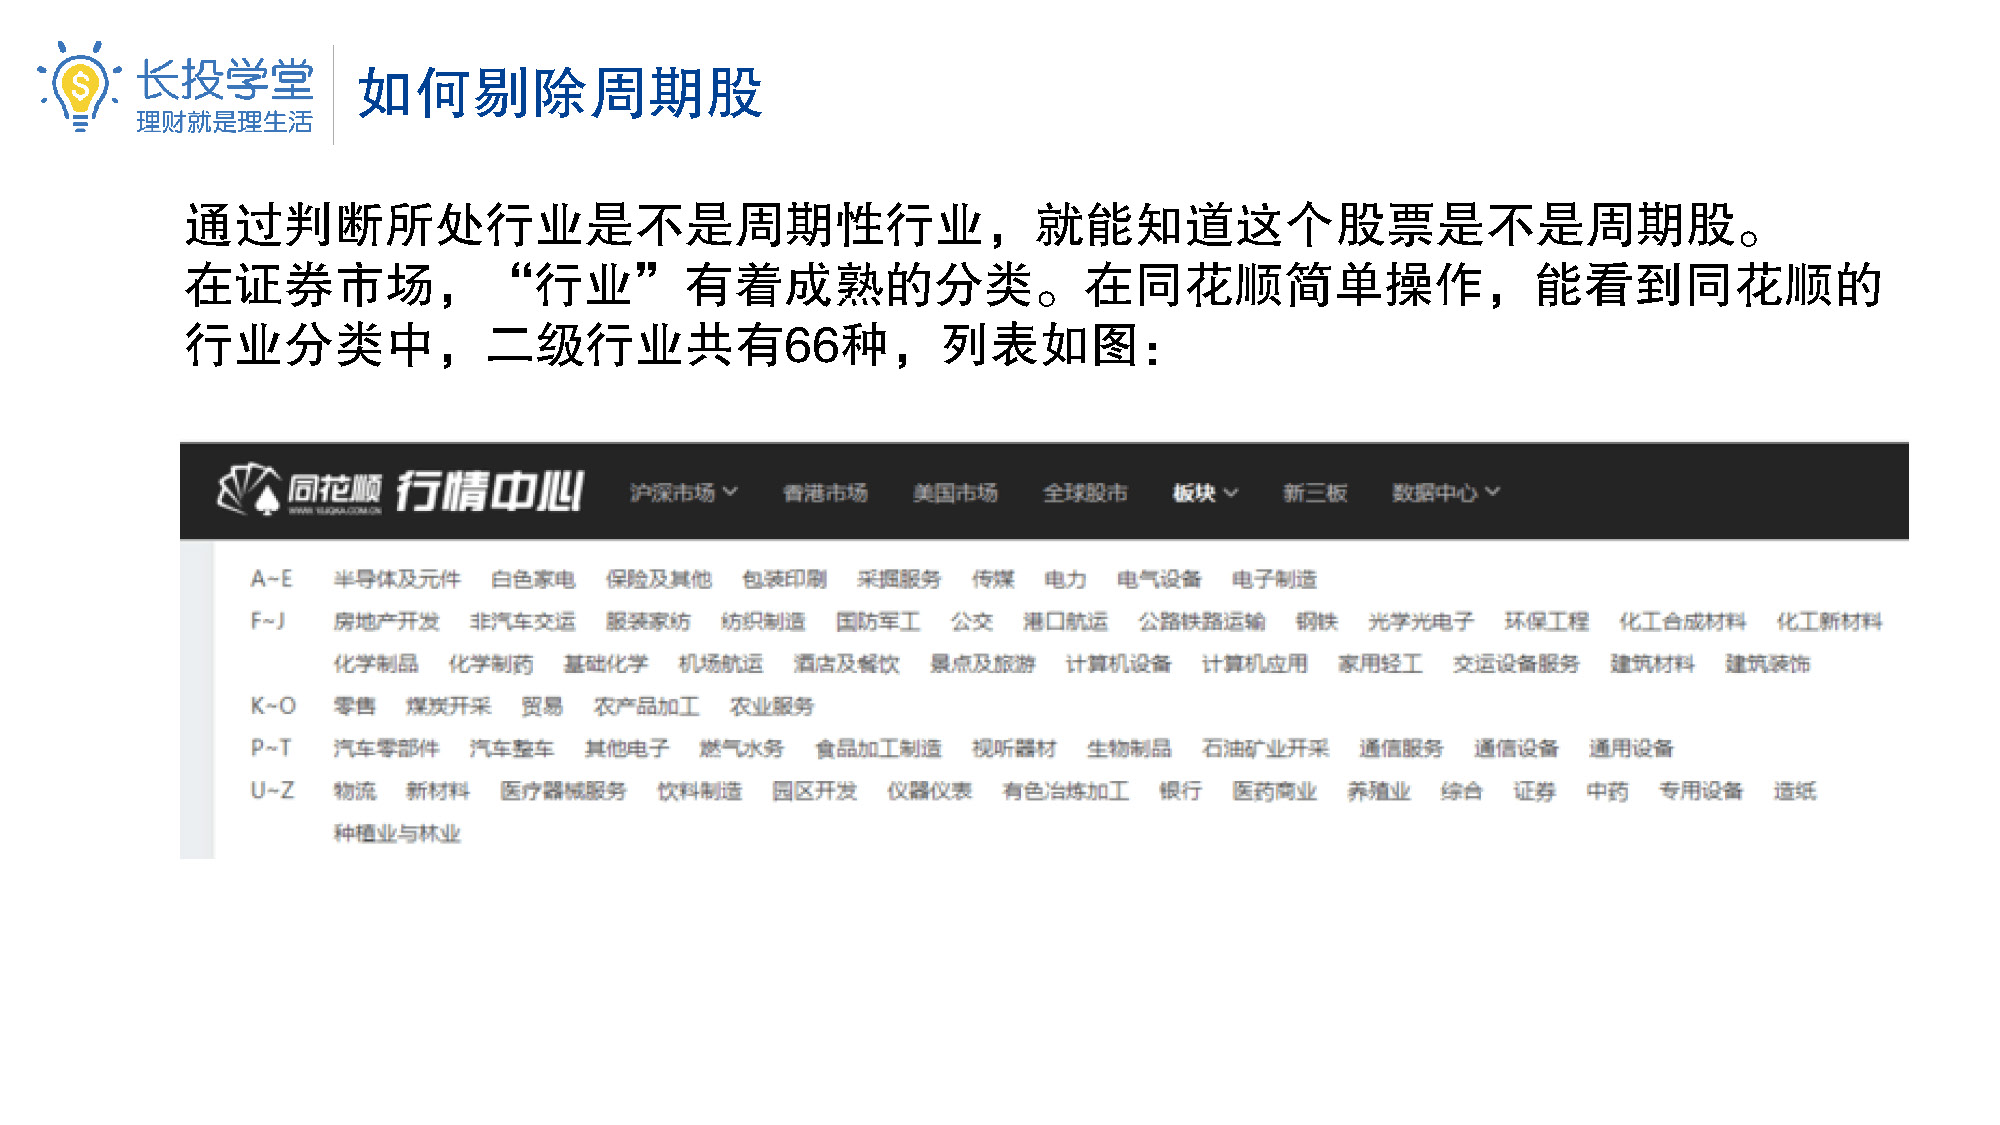 长投学堂
理财就是理生活
如何剔除周期股
通过判断所处行业是不是周期性行业，就能知道这个股票是不是周期股。
在证券市场，“行业”有着成熟的分类。在同花顺简单操作，能看到同花顺的
行业分类中，二级行业共有66种，列表如图：
同花顺 行情中心 沪深市场 香港市场 美国市场 全球股市 板块 新三板 数据中心
WWW.10JQKA.COM.CN
A~E 半导体及元件 白色家电 保险及其他 包装印刷 采掘服务 传媒 电力 电气设备 电子制造
F~J 房地产开发 非汽车交运 服装家纺 纺织制造 国防军工 公交 港口航运 公路铁路运输 钢铁 光学光电子 环保工程 化工合成材料 化工新材料
化学制品 化学制药 基础化学 机场航运 酒店及餐饮 景点及旅游 计算机设备 计算机应用 家用轻工 交运设备服务 建筑材料 建筑装饰
K~O 零售 煤炭开采 贸易 农产品加工 农业服务
P~T 汽车零部件 汽车整车 其他电子 燃气水务 食品加工制造 视听器材 生物制品 石油矿业开采 通信服务 通信设备 通用设备
U~Z 物流 新材料 医疗器械服务 饮料制造 园区开发 仪器仪表 有色冶炼加工 银行 医药商业 养殖业 综合 证券 中药 专用设备 造纸
种植业与林业